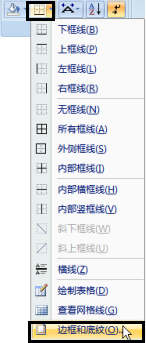 下框线(B)
上框线(P)
左框线(L)
右框线(R)
无框线(N)
所有框线(A)
外侧框线(S)
内部框线(I)
内部横框线(H)
内部竖框线(V)
斜下框线(W)
斜上框线(U)
横线(Z)
绘制表格(D)
查看网格线(G)
边框和底纹(O)...